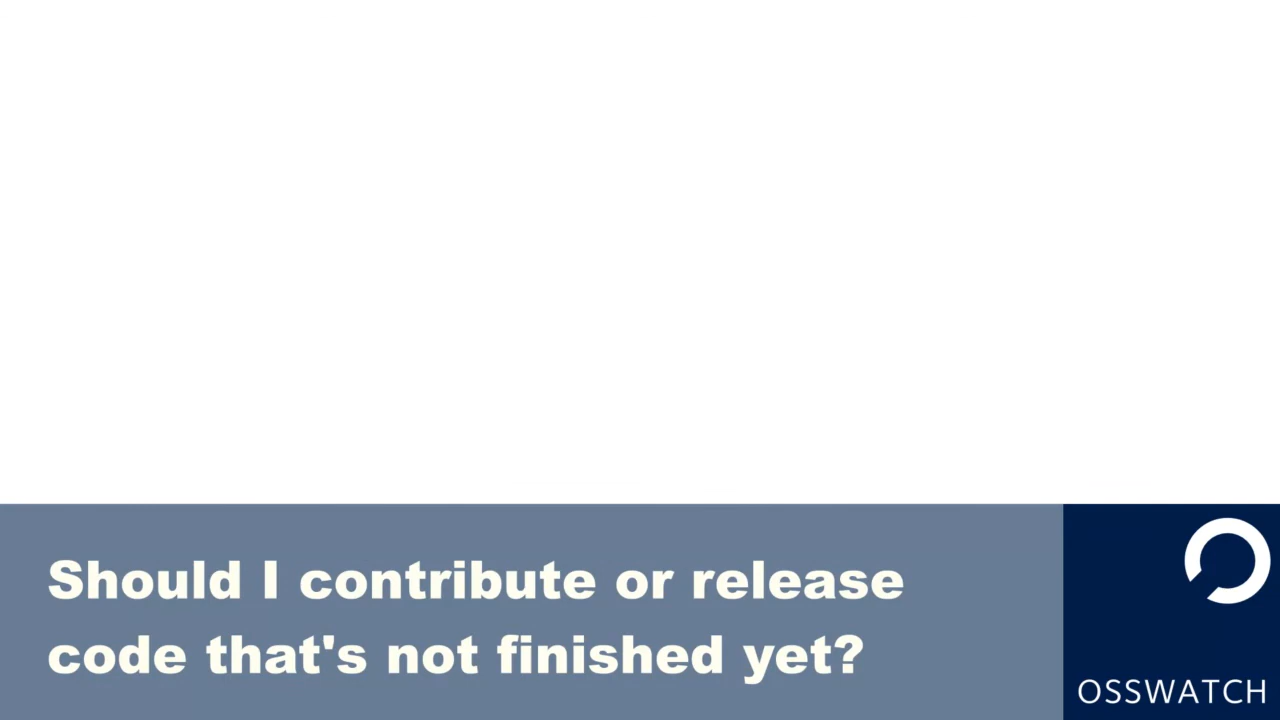 Should I contribute or release
code that's not finished yet?
OSSWATCH